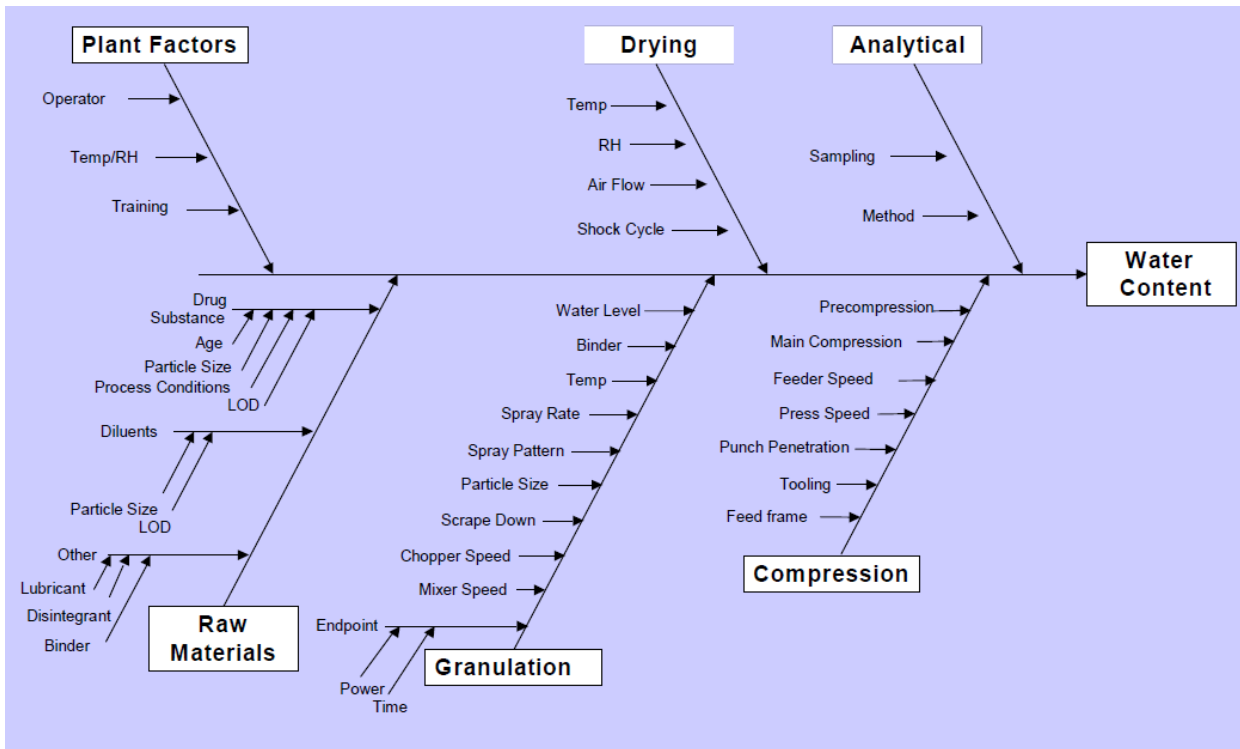 Plant Factors
Drying
Analytical
Operator
Temp/RH
Training
Temp
RH
Air Flow
Shock Cycle
Sampling
Method
Water
Content
Drug
Substance
Age
Particle Size
Process Conditions
LOD
Diluents
Particle Size
LOD
Other
Lubricant
Disintegrant
Binder
Raw
Materials
Water Level
Binder
Temp
Spray Rate
Spray Pattern
Particle Size
Scrape Down
Chopper Speed
Mixer Speed
Endpoint
Power
Time
Granulation
Precompression
Main Compression
Feeder Speed
Press Speed
Punch Penetration
Tooling
Feed frame
Compression